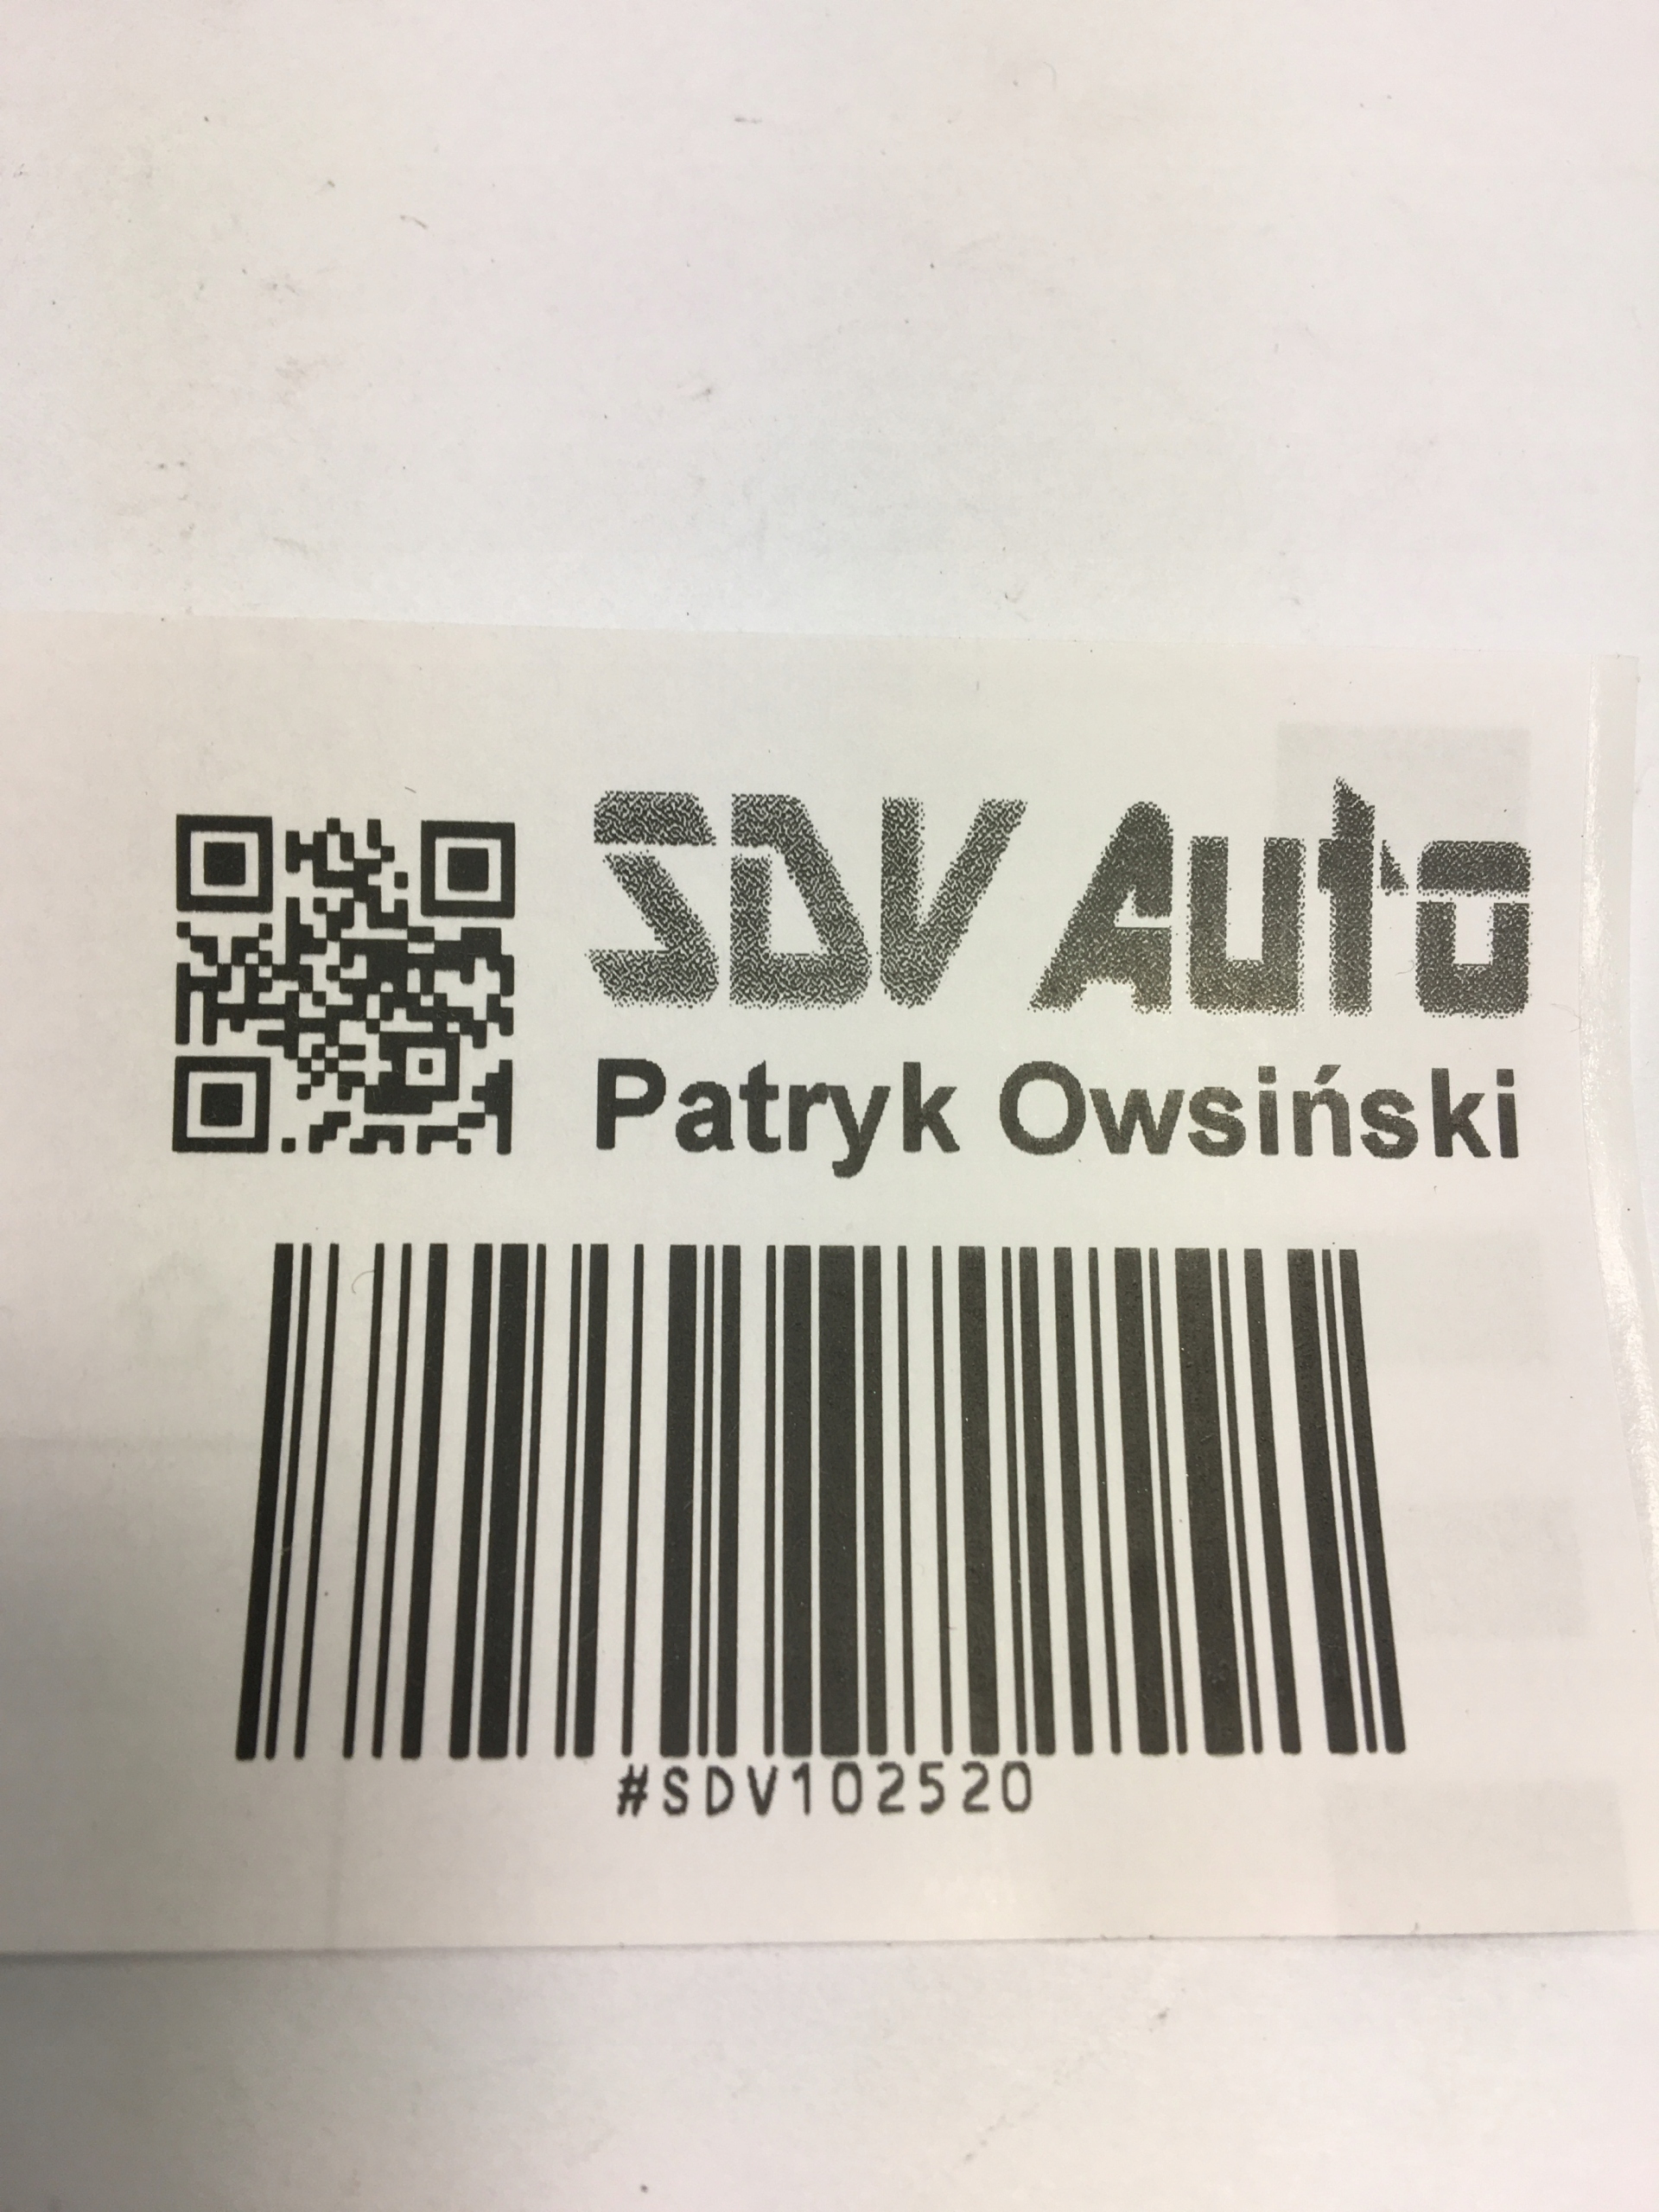 SDV Auto
Patryk Owsiński
#SDV102520